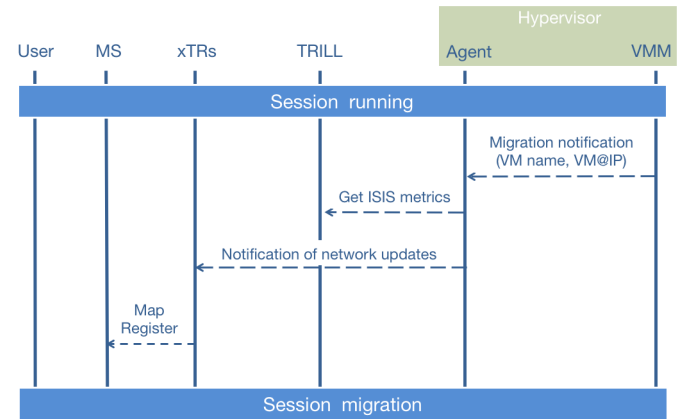 Hypervisor
User MS xTRs TRILL Agent VMM
Session running
Migration notification
(VM name, VM@IP)
Get ISIS metrics
Notification of network updates
Map
Register
Session migration